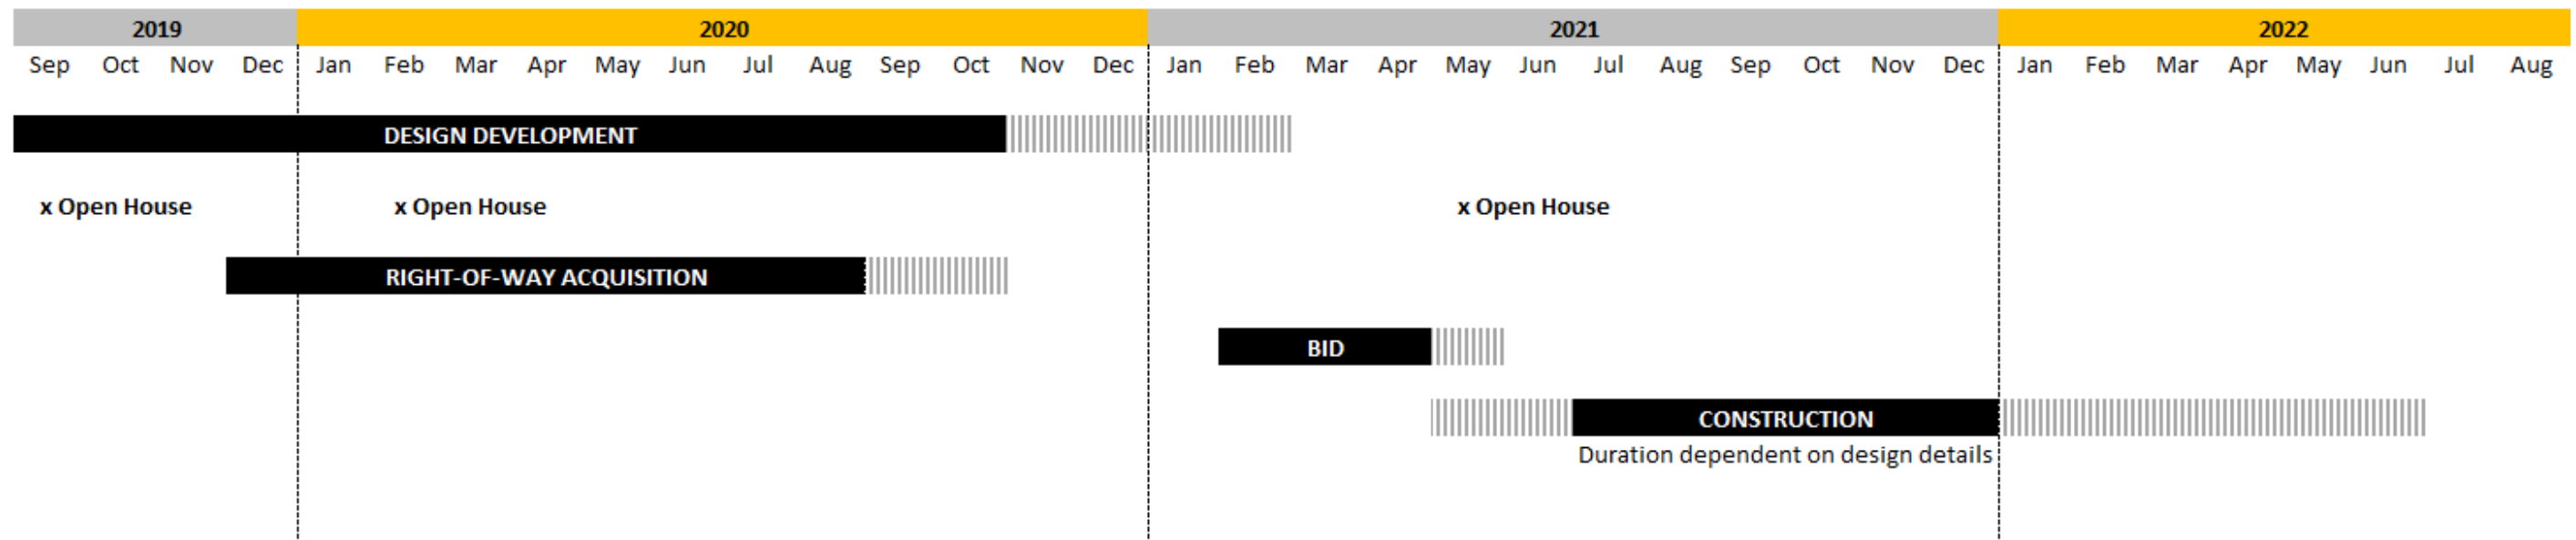 2019 2020 2021 2022
Sep Oct Nov Dec Jan Feb Mar Apr May Jun Jul Aug Sep Oct Nov Dec Jan Feb Mar Apr May Jun Jul Aug Sep Oct Nov Dec Jan Feb Mar Apr May Jun Jul Aug
DESIGN DEVELOPMENT
x Open House x Open House x Open House
RIGHT-OF-WAY ACQUISITION
BID
CONSTRUCTION
Duration dependent on design details